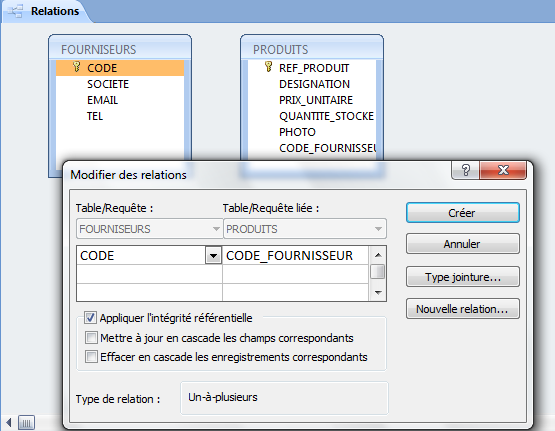 Relations
FOURNISEURS
CODE
SOCIETE
EMAIL
TEL
PRODUITS
REF_PRODUIT
DESIGNATION
PRIX_UNITAIRE
QUANTITE_STOCKE
PHOTO
CODE_FOURNISSEU
Modifier des relations
?
Table/Requête :
Table/Requête liée :
FOURNISEURS
PRODUITS
CODE
CODE_FOURNISSEUR
Appliquer l'intégrité référentielle
Mettre à jour en cascade les champs correspondants
Effacer en cascade les enregistrements correspondants
Type de relation :
Un-à-plusieurs
Créer
Annuler
Type jointure...
Nouvelle relation...